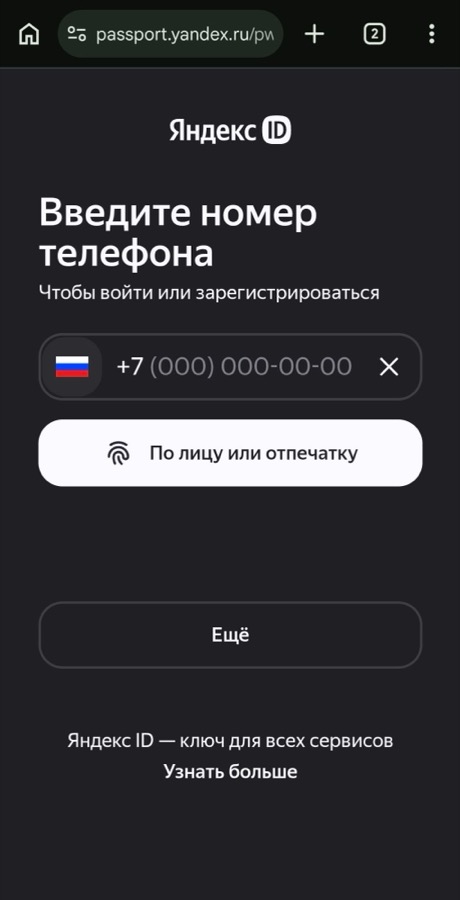 passport.yandex.ru/pw
2
Яндекс ID
Введите номер
телефона
Чтобы войти или зарегистрироваться
+7 (000) 000-00-00
По лицу или отпечатку
Ещё
Яндекс ID — ключ для всех сервисов
Узнать больше